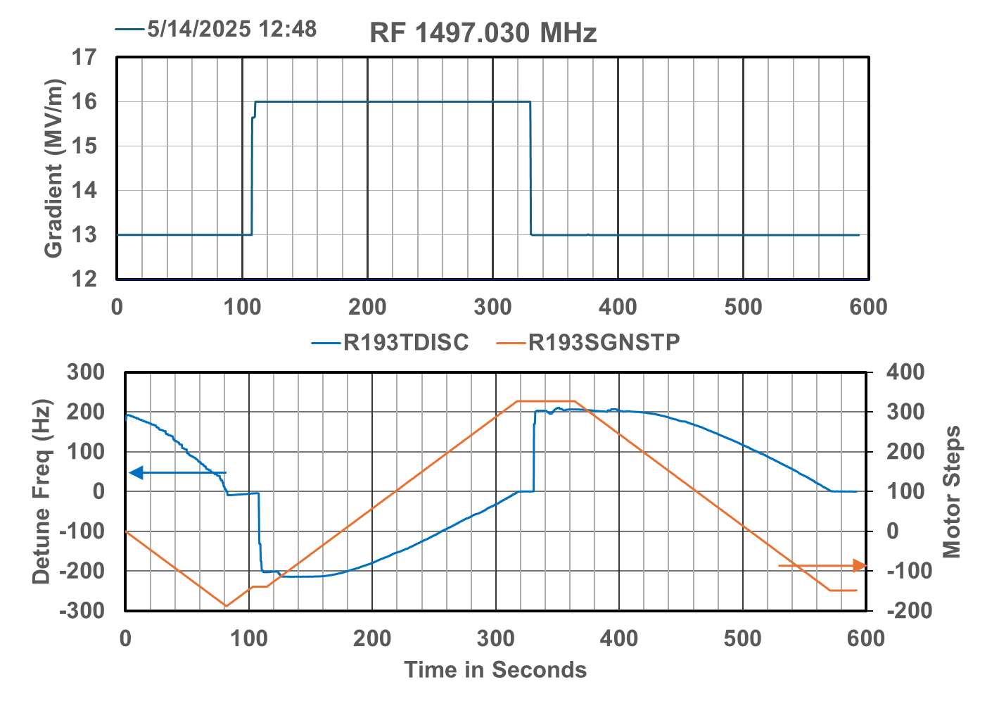 5/14/2025 12:48
RF 1497.030 MHz
17
16
15
14
13
12
Gradient (MV/m)
0 100 200 300 400 500 600
R193TDISC R193SGNSTP
300 400
200 300
100 200
0 100
-100 0
-200 -100
-300 -200
Detune Freq (Hz)
Motor Steps
0 100 200 300 400 500 600
Time in Seconds